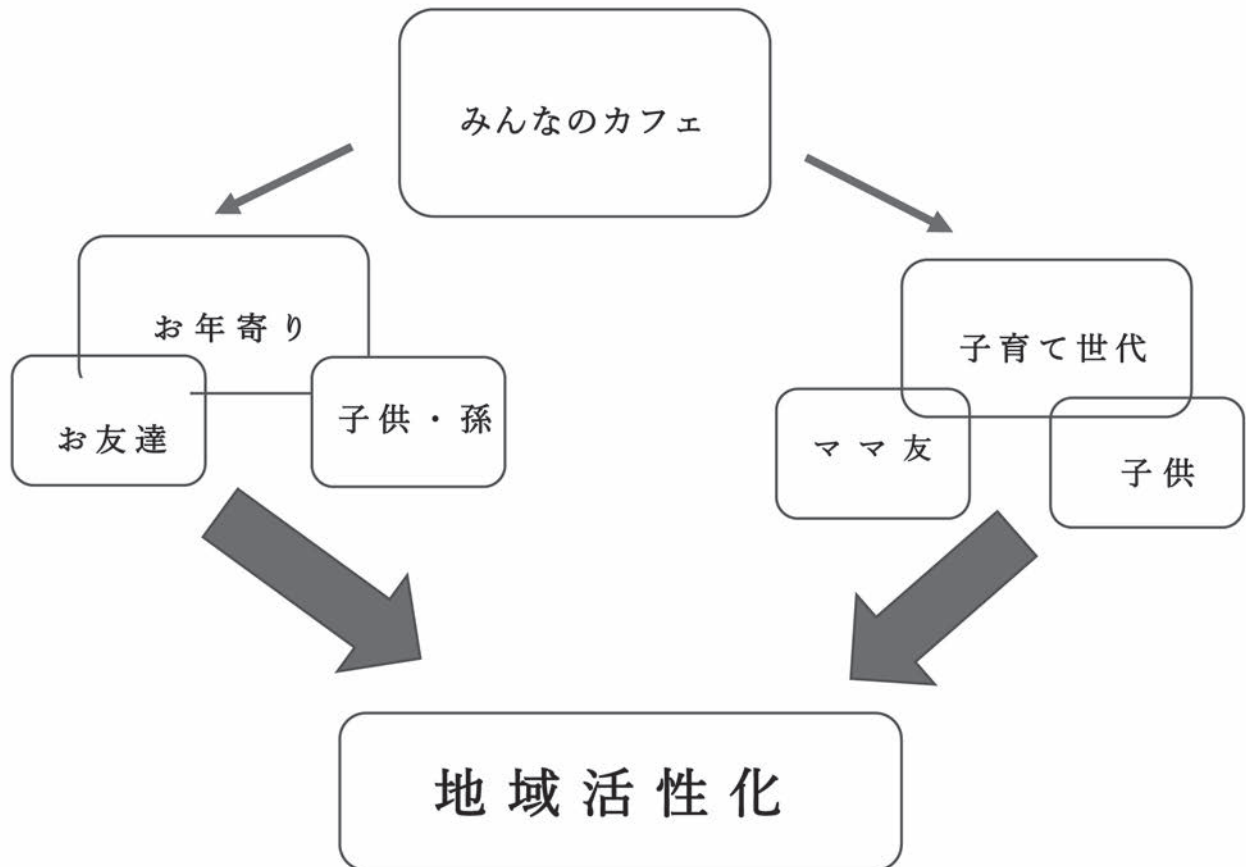 みんなのカフェ
お年寄り
お友達
子供・孫
子育て世代
ママ友
子供
地域活性化